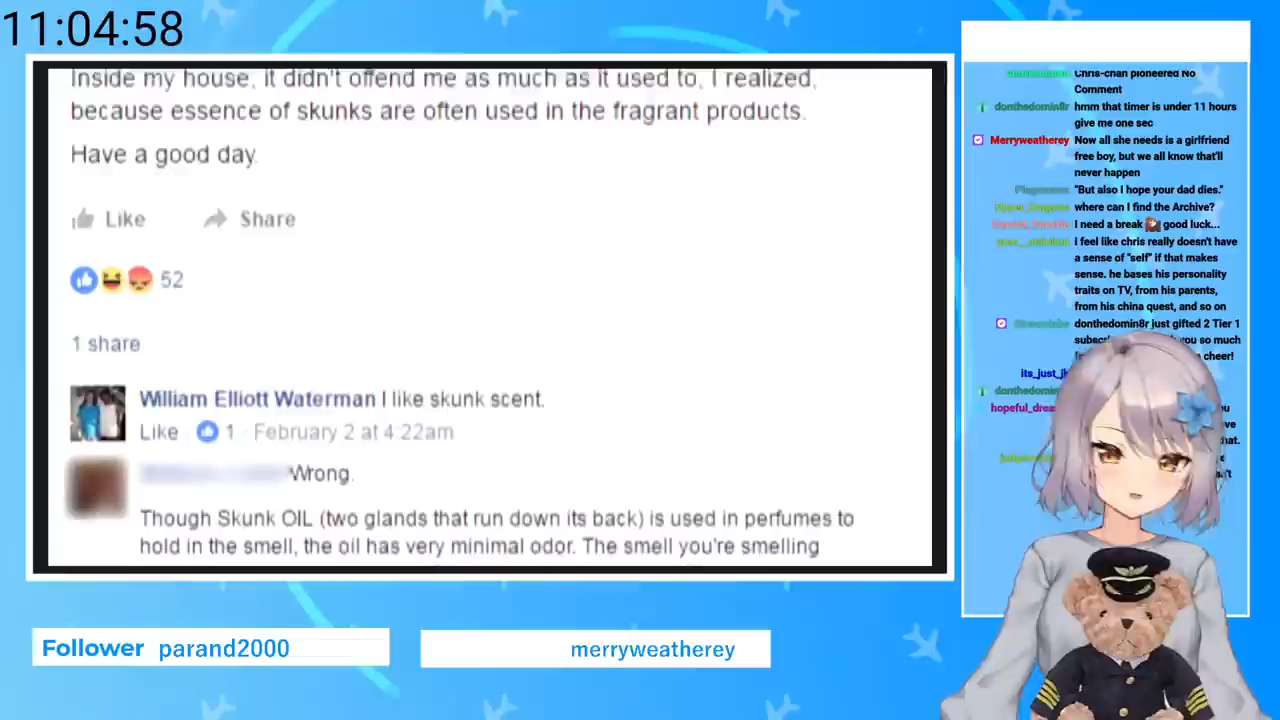 11:04:58
Inside my house, it didn't offend me as much as it used to, I realized,
because essence of skunks are often used in the fragrant products.
Have a good day.
Like Share
52
1 share
William Elliott Waterman I like skunk scent.
Like 1 · February 2 at 4:22am
Wrong.
Though Skunk OIL (two glands that run down its back) is used in perfumes to
hold in the smell, the oil has very minimal odor. The smell you're smelling
Follower parand2000
merryweatherey
Chris-chan pioneered No
Comment
donthedomin8r hmm that timer is under 11 hours
give me one sec
Merryweatherey Now all she needs is a girlfriend
free boy, but we all know that'll
never happen
"But also I hope your dad dies."
where can I find the Archive?
I need a break good luck...
i feel like chris really doesn't have
a sense of "self" if that makes
sense. he bases his personality
traits on TV, from his parents,
from his china quest, and so on
donthedomin8r just gifted 2 Tier 1
you so much
cheer!
its_just_j
donthedomin
hopeful_drea